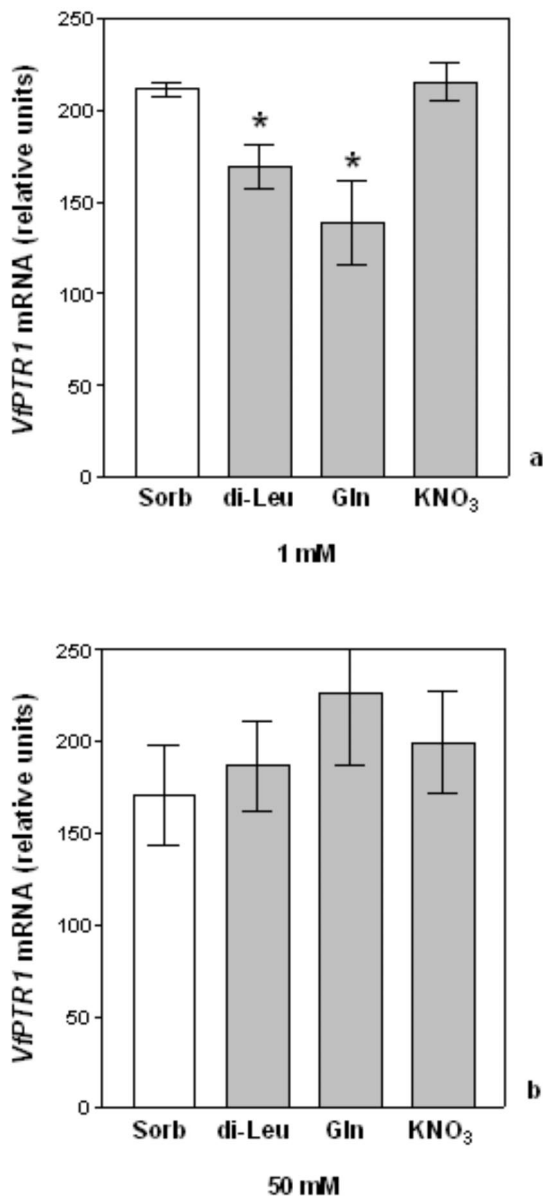 250
200
150
100
50
0
VfPTR1 mRNA (relative units)
*
*
Sorb di-Leu Gln KNO₃
1 mM
a
250
200
150
100
50
0
VfPTR1 mRNA (relative units)
Sorb di-Leu Gln KNO₃
50 mM
b